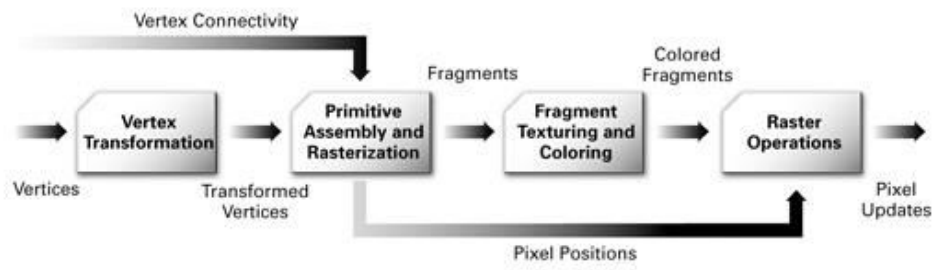 Vertex Connectivity
Fragments
Colored
Fragments
Vertex
Transformation
Primitive
Assembly and
Rasterization
Fragment
Texturing and
Coloring
Raster
Operations
Vertices
Transformed
Vertices
Pixel
Updates
Pixel Positions